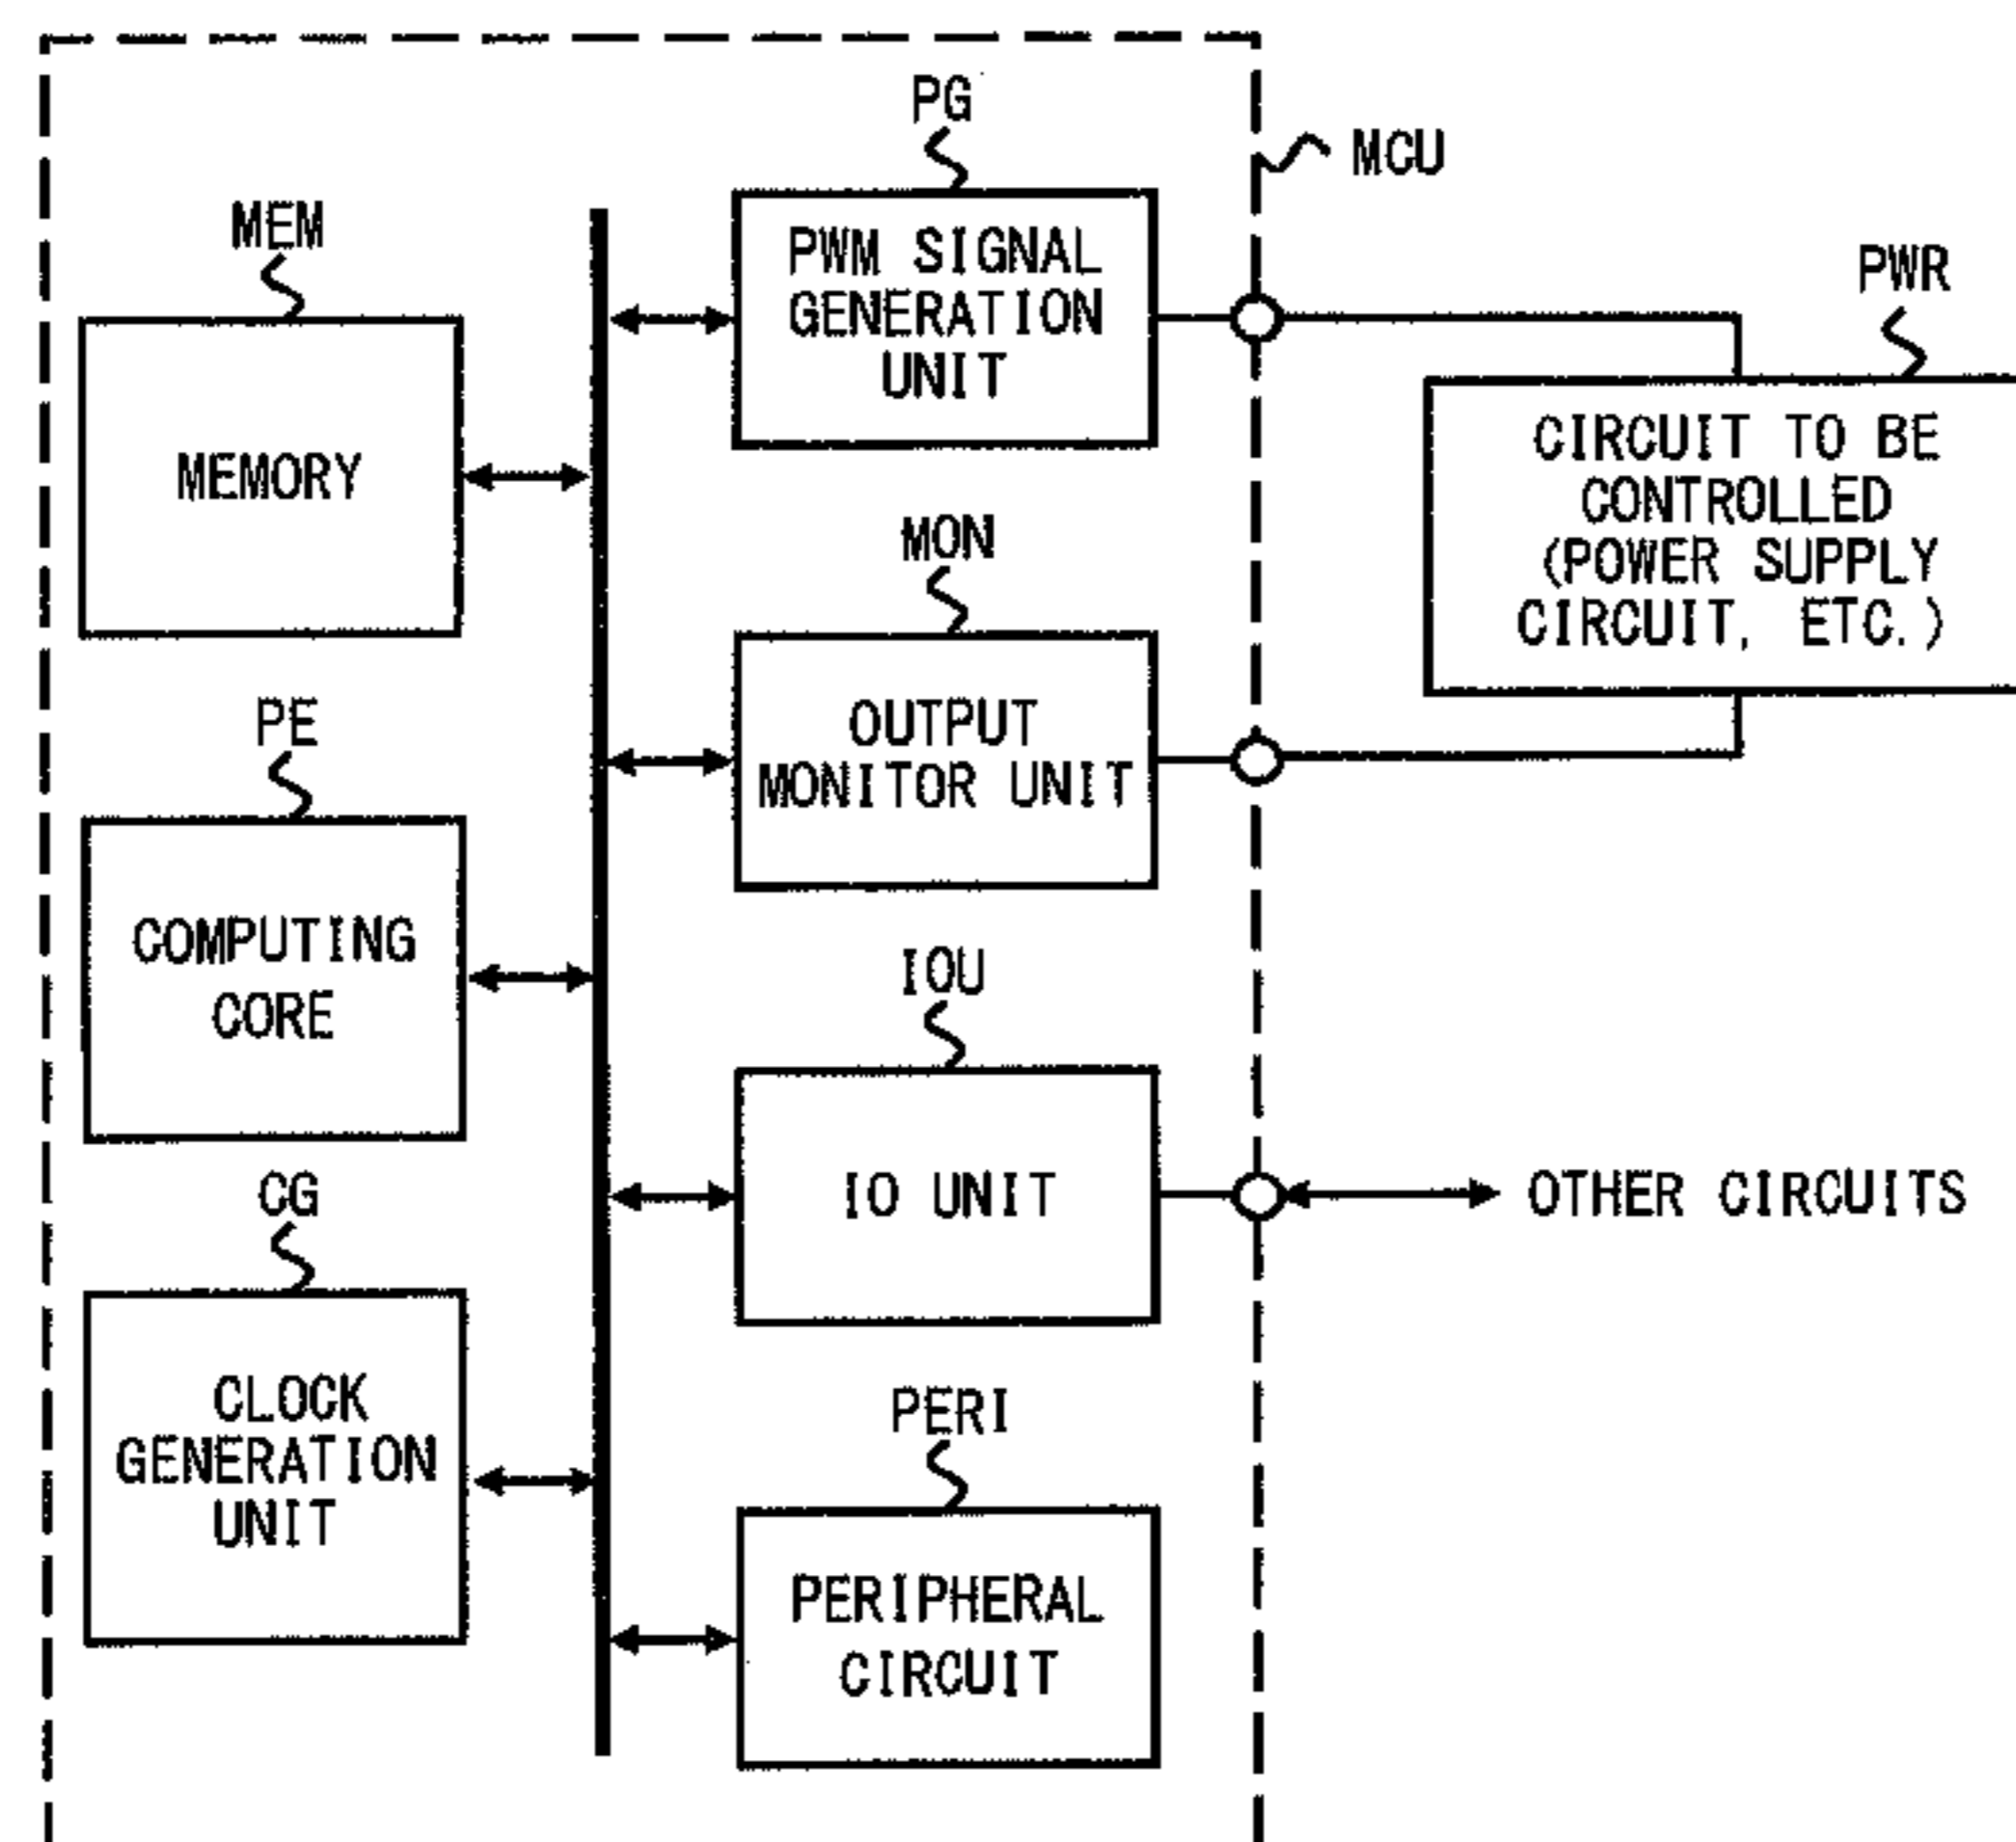 PG
MCU
MEM
PWM SIGNAL
GENERATION
UNIT
PWR
MEMORY
CIRCUIT TO BE
CONTROLLED
(POWER SUPPLY
CIRCUIT, ETC.)
MON
OUTPUT
MONITOR UNIT
PE
COMPUTING
CORE
IOU
IO UNIT
OTHER CIRCUITS
CG
CLOCK
GENERATION
UNIT
PERI
PERIPHERAL
CIRCUIT